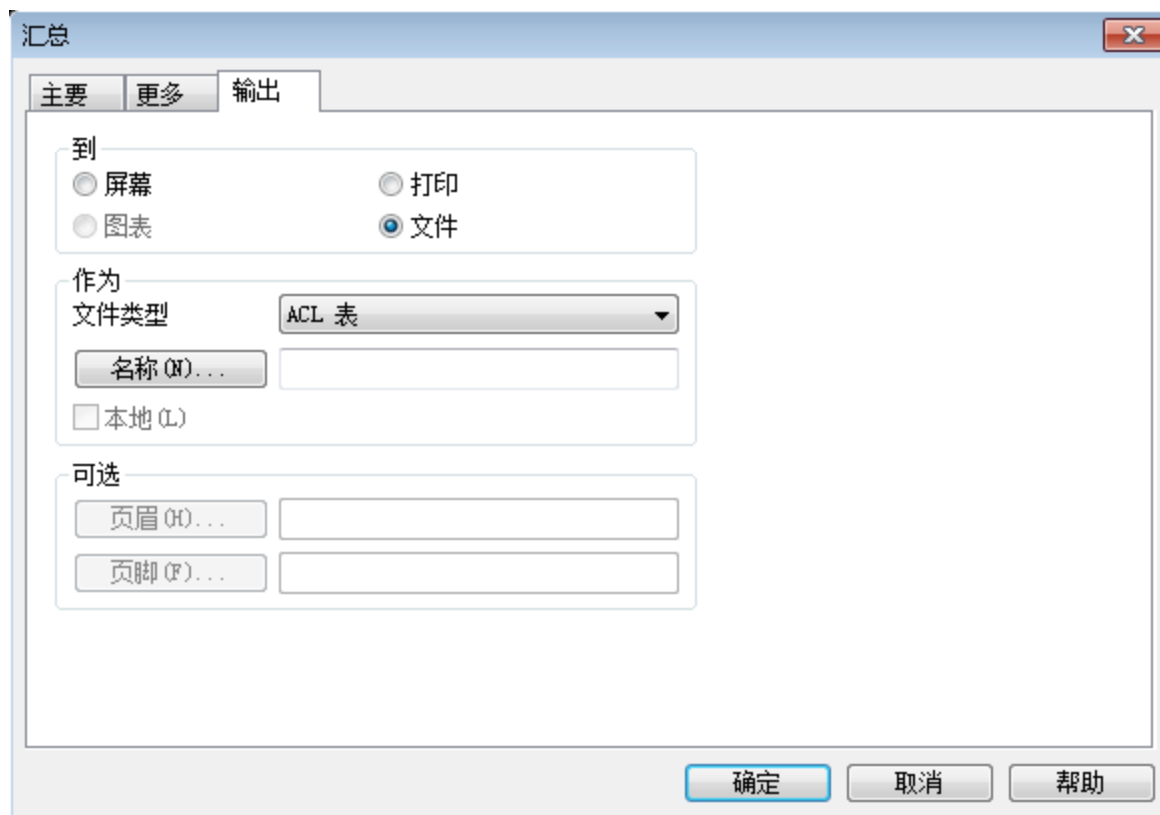 汇总
主要 更多 输出
到
屏幕 打印
图表 文件
作为
文件类型 ACL 表
名称(N)...
本地(L)
可选
页眉(H)...
页脚(F)...
确定 取消 帮助